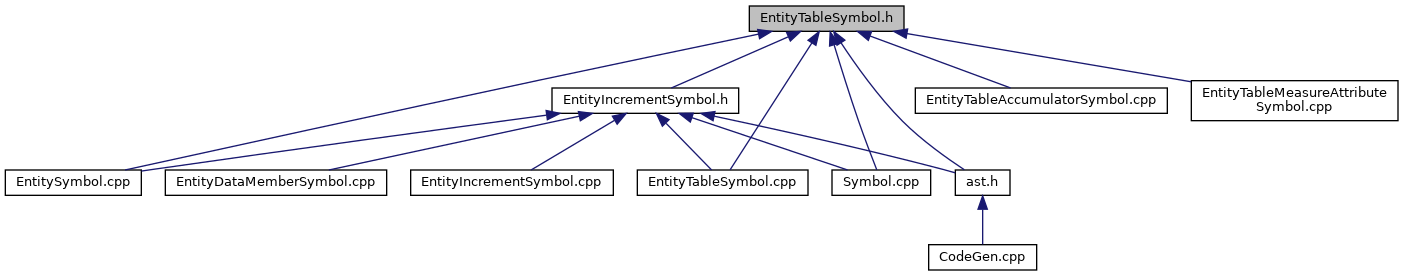 EntityTableSymbol.h
EntityIncrementSymbol.h
EntityTableAccumulatorSymbol.cpp
EntityTableMeasureAttribute
Symbol.cpp
EntitySymbol.cpp
EntityDataMemberSymbol.cpp
EntityIncrementSymbol.cpp
EntityTableSymbol.cpp
Symbol.cpp
ast.h
CodeGen.cpp